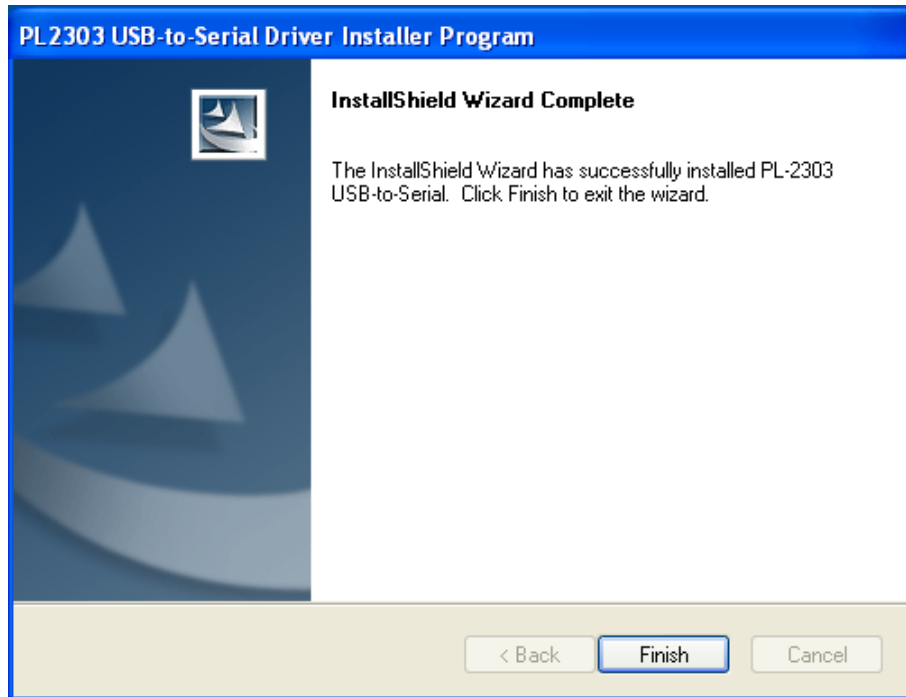 PL2303 USB-to-Serial Driver Installer Program
InstallShield Wizard Complete
The InstallShield Wizard has successfully installed PL-2303
USB-to-Serial.  Click Finish to exit the wizard.
< Back
Finish
Cancel